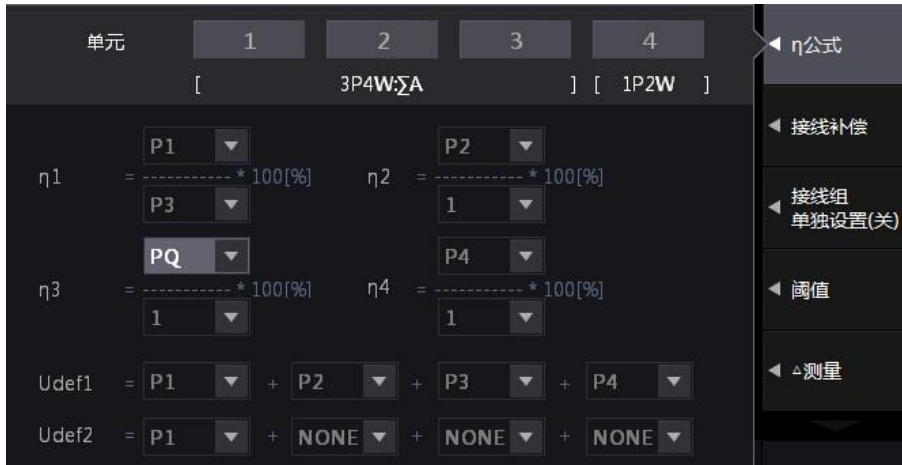 单元 1 2 3 4
[ 3P4W:∑A ] [ 1P2W ]
P1 P2
η1 = ----------- * 100[%] η2 = ----------- * 100[%]
P3 1
PQ P4
η3 = ----------- * 100[%] η4 = ----------- * 100[%]
1 1
Udef1 = P1 + P2 + P3 + P4
Udef2 = P1 + NONE + NONE + NONE
η公式
接线补偿
接线组
单独设置(关)
阈值
△测量